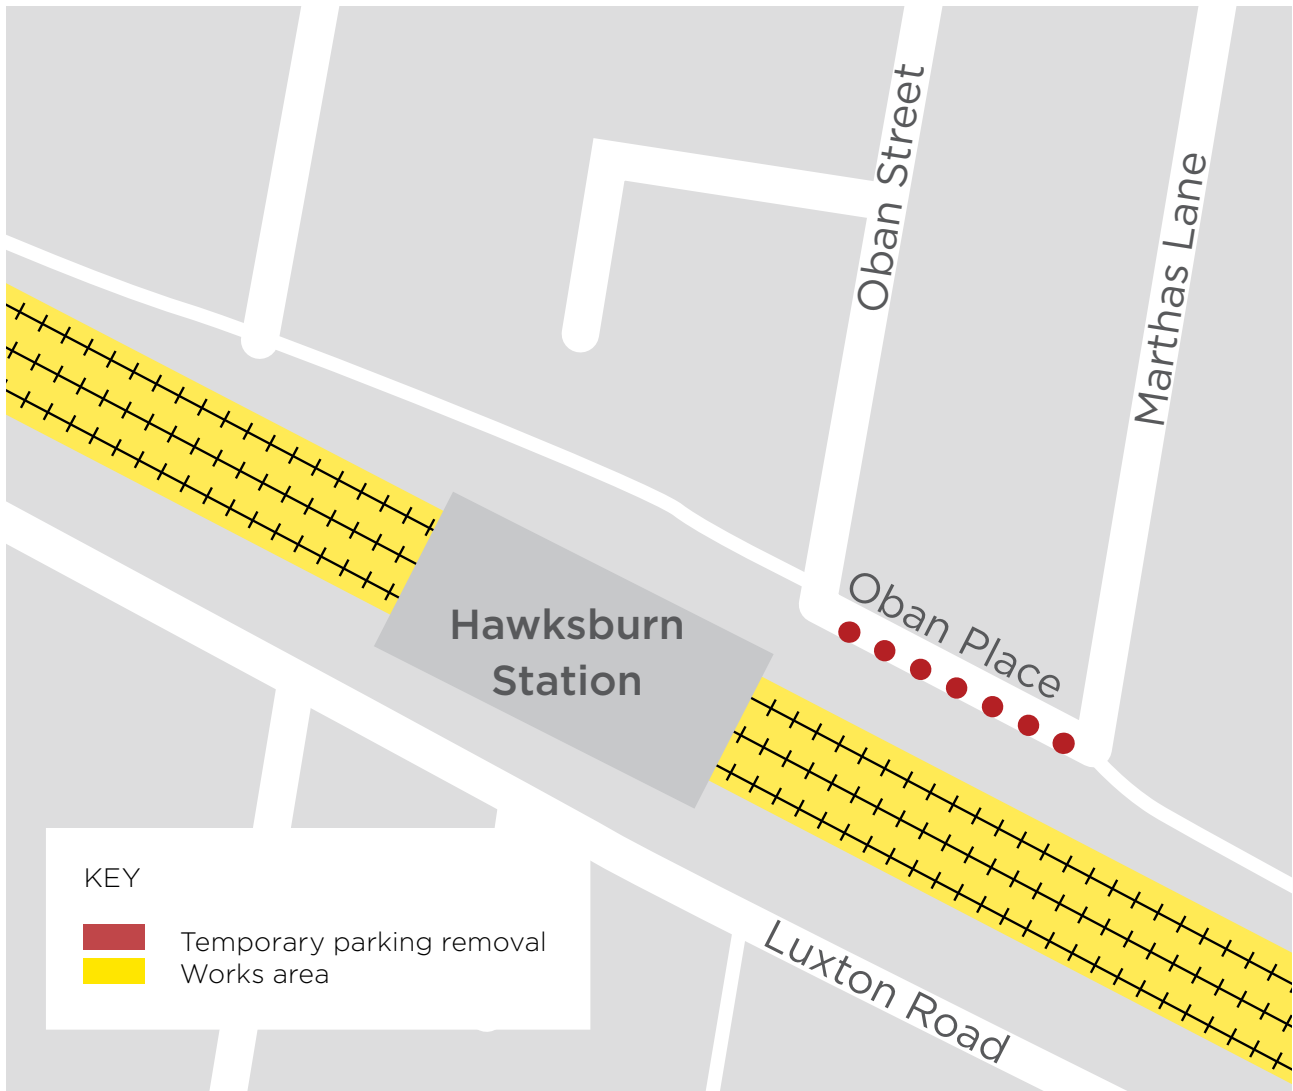 Oban Street
Marthas Lane
Oban Place
Hawksburn
Station
Luxton Road
KEY
Temporary parking removal
Works area